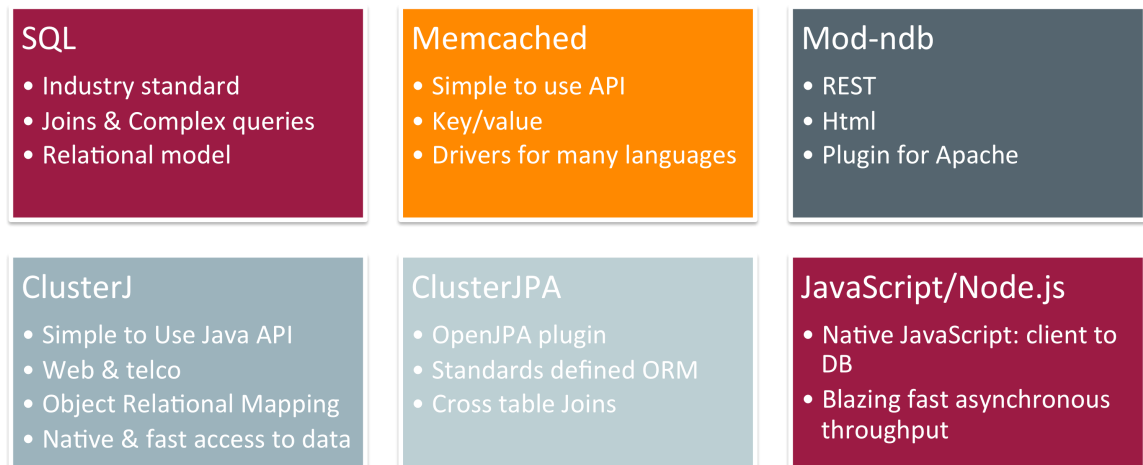 SQL
• Industry standard
• Joins & Complex queries
• Relational model
Memcached
• Simple to use API
• Key/value
• Drivers for many languages
Mod-ndb
• REST
• Html
• Plugin for Apache
ClusterJ
• Simple to Use Java API
• Web & telco
• Object Relational Mapping
• Native & fast access to data
ClusterJPA
• OpenJPA plugin
• Standards defined ORM
• Cross table Joins
JavaScript/Node.js
• Native JavaScript: client to
DB
• Blazing fast asynchronous
throughput